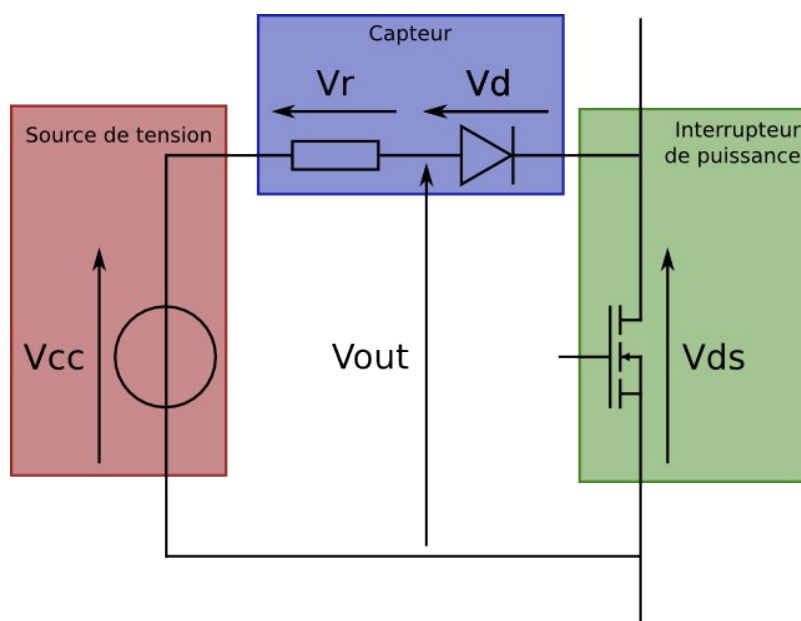 Capteur
Vr
Vd
Source de tension
Interrupteur
de puissance
Vcc
Vout
Vds